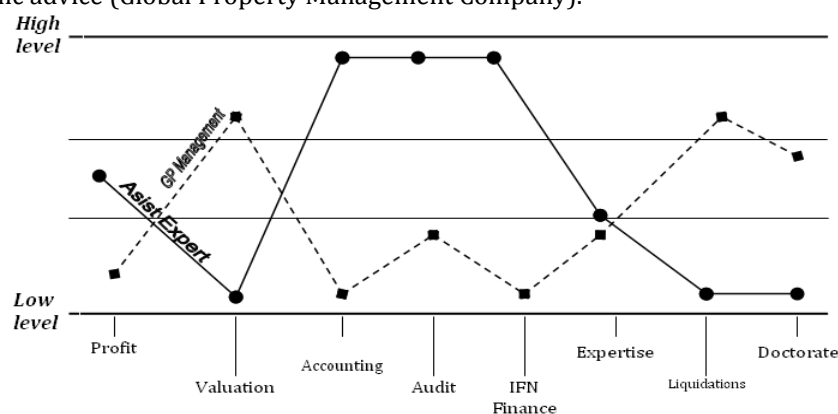 ne advice (Global Property Management Company).
High
level
GP Management
Asist Expert
Low
level
Profit
Valuation
Accounting
Audit
IFN
Finance
Expertise
Liquidations
Doctorate